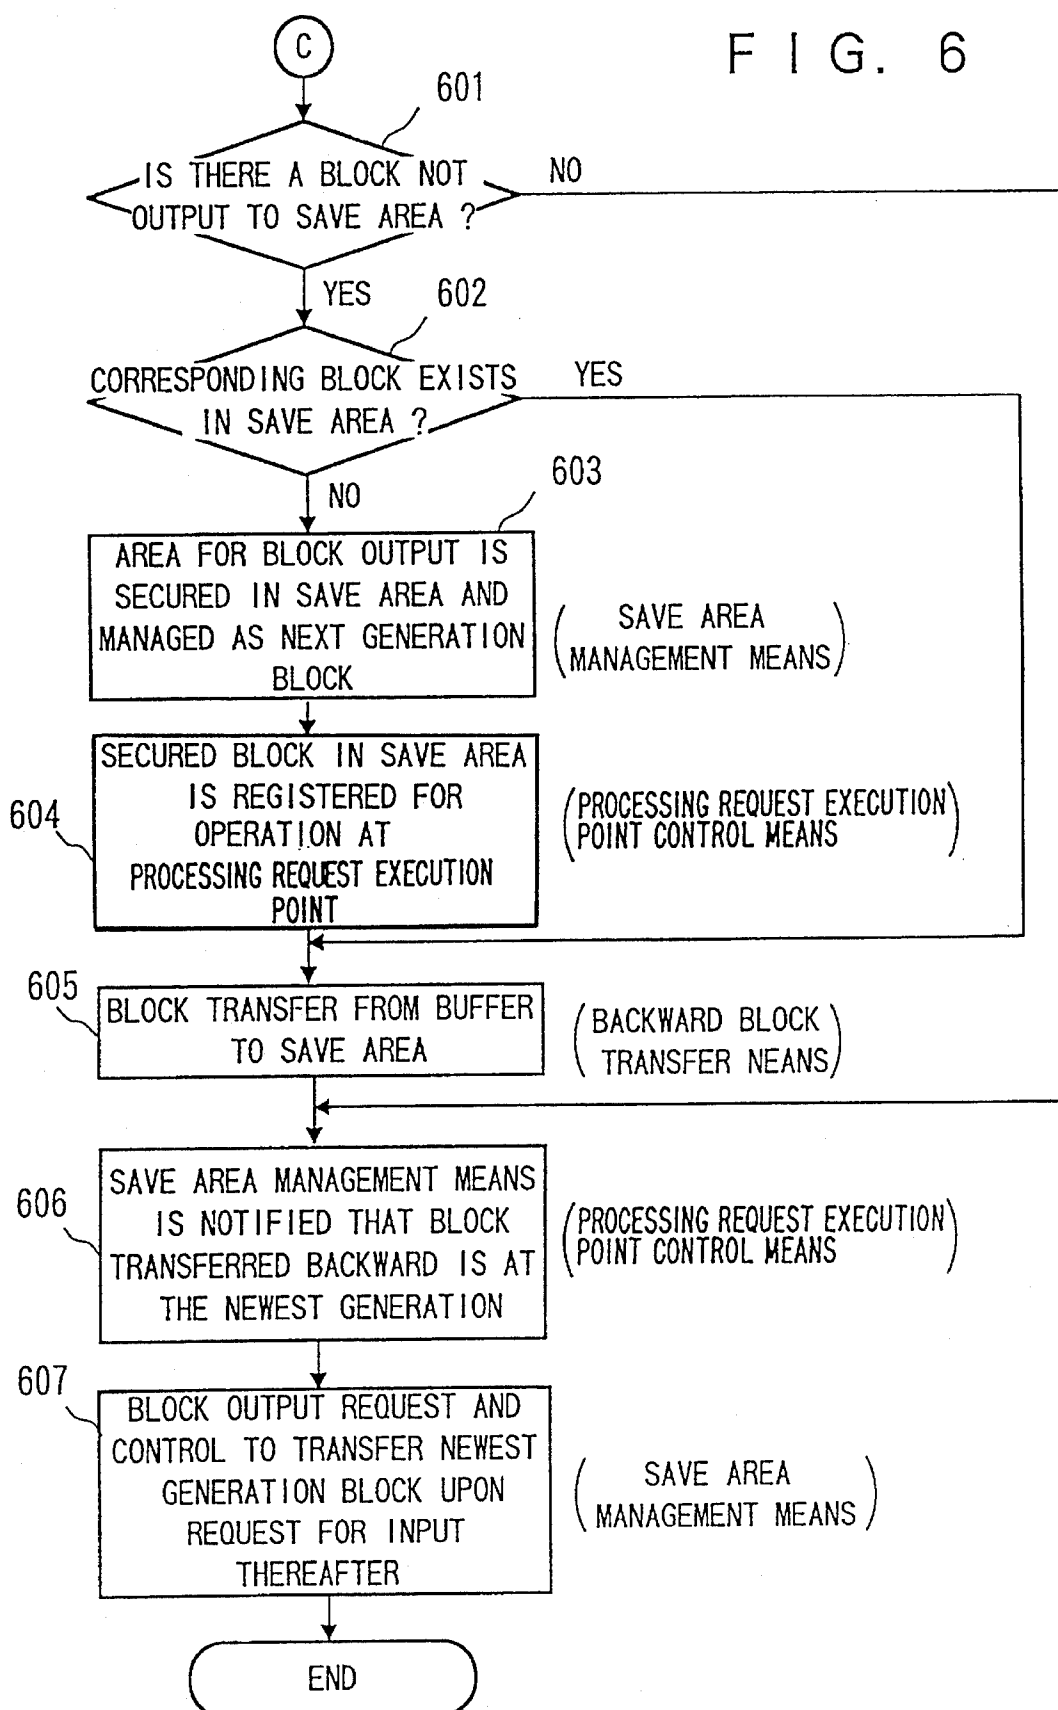 C
FIG. 6
601
IS THERE A BLOCK NOT
OUTPUT TO SAVE AREA ?
NO
YES
602
CORRESPONDING BLOCK EXISTS
IN SAVE AREA ?
YES
NO
603
AREA FOR BLOCK OUTPUT IS
SECURED IN SAVE AREA AND
MANAGED AS NEXT GENERATION
BLOCK
( SAVE AREA
MANAGEMENT MEANS )
604
SECURED BLOCK IN SAVE AREA
IS REGISTERED FOR
OPERATION AT
PROCESSING REQUEST EXECUTION
POINT
( PROCESSING REQUEST EXECUTION
POINT CONTROL MEANS )
605
BLOCK TRANSFER FROM BUFFER
TO SAVE AREA
( BACKWARD BLOCK
TRANSFER NEANS )
606
SAVE AREA MANAGEMENT MEANS
IS NOTIFIED THAT BLOCK
TRANSFERRED BACKWARD IS AT
THE NEWEST GENERATION
( PROCESSING REQUEST EXECUTION
POINT CONTROL MEANS )
607
BLOCK OUTPUT REQUEST AND
CONTROL TO TRANSFER NEWEST
GENERATION BLOCK UPON
REQUEST FOR INPUT
THEREAFTER
( SAVE AREA
MANAGEMENT MEANS )
END